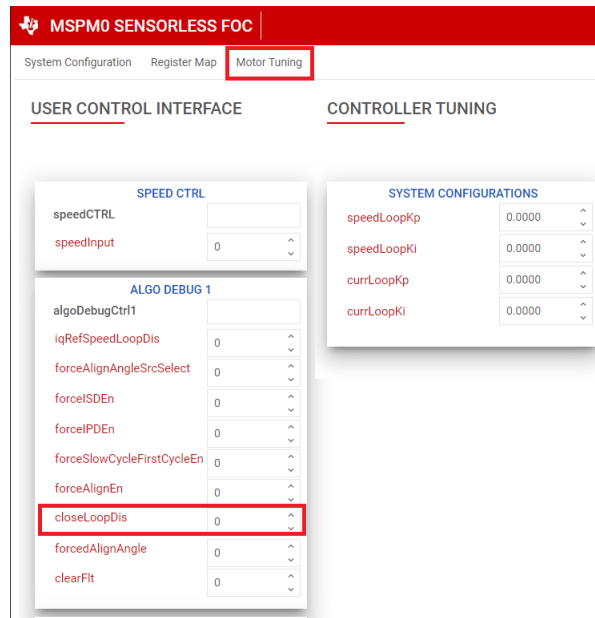 MSPM0 SENSORLESS FOC
System Configuration Register Map Motor Tuning
USER CONTROL INTERFACE
CONTROLLER TUNING
SPEED CTRL
speedCTRL
speedInput 0
ALGO DEBUG 1
algoDebugCtrl1
iqRefSpeedLoopDis 0
forceAlignAngleSrcSelect 0
forceISDEn 0
forceIPDEn 0
forceSlowCycleFirstCycleEn 0
forceAlignEn 0
closeLoopDis 0
forcedAlignAngle 0
clearFlt 0
SYSTEM CONFIGURATIONS
speedLoopKp 0.0000
speedLoopKi 0.0000
currLoopKp 0.0000
currLoopKi 0.0000